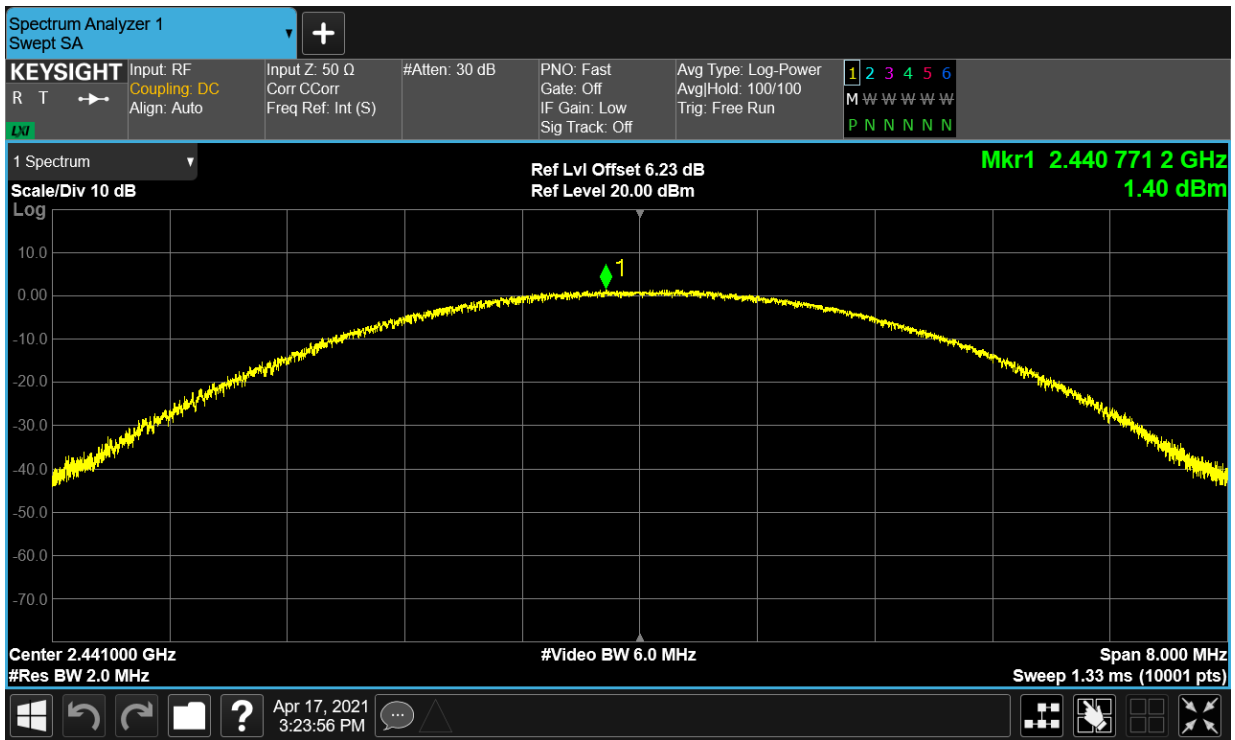 Spectrum Analyzer 1
Swept SA
+
KEYSIGHT Input: RF Input Z: 50 Ω #Atten: 30 dB PNO: Fast Avg Type: Log-Power 1 2 3 4 5 6
R T Coupling: DC Corr CCorr Gate: Off Avg|Hold: 100/100 M W W W W W
Align: Auto Freq Ref: Int (S) IF Gain: Low Trig: Free Run
LXI Sig Track: Off P N N N N N
1 Spectrum
Scale/Div 10 dB
Ref Lvl Offset 6.23 dB
Ref Level 20.00 dBm
Mkr1 2.440 771 2 GHz
1.40 dBm
Log
10.0
1
0.00
-10.0
-20.0
-30.0
-40.0
-50.0
-60.0
-70.0
Center 2.441000 GHz #Video BW 6.0 MHz Span 8.000 MHz
#Res BW 2.0 MHz Sweep 1.33 ms (10001 pts)
? Apr 17, 2021
3:23:56 PM